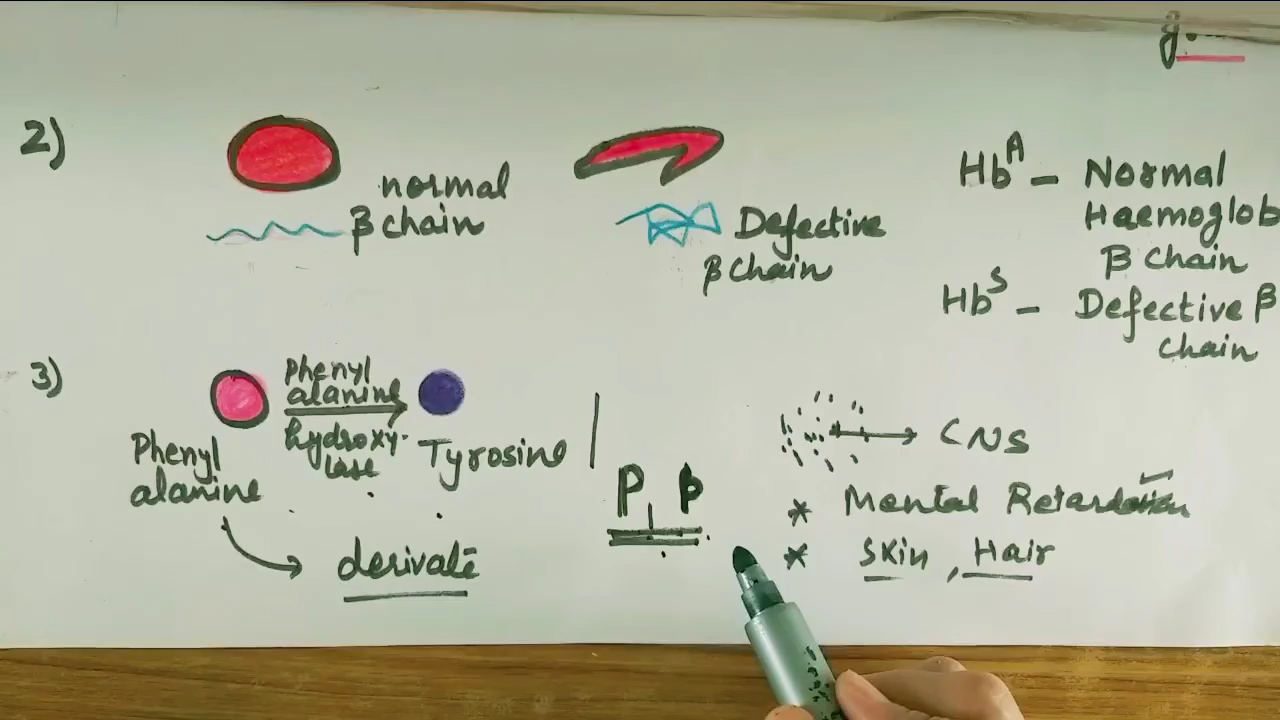 2)
normal
β chain
Defective
β chain
Hb^A – Normal
Haemoglob
β chain
Hb^S – Defective β
chain
3)
Phenyl
alanine
Phenyl
alanine
hydroxy-
lase
Tyrosine
derivate
P, p
CNS
* Mental Retardation
* Skin, Hair